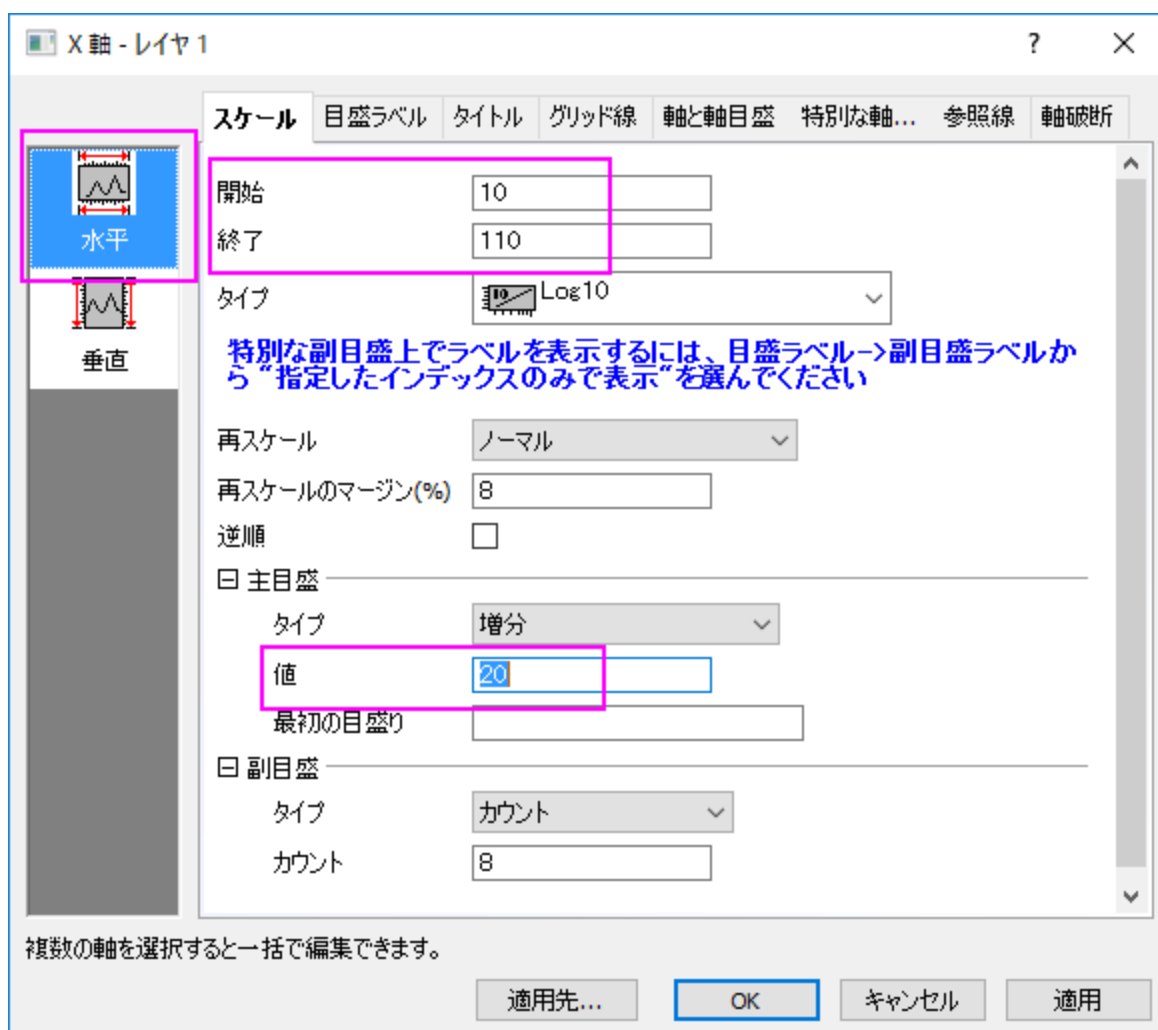 X 軸 - レイヤ 1
?
スケール 目盛ラベル タイトル グリッド線 軸と軸目盛 特別な軸... 参照線 軸破断
水平
垂直
開始 10
終了 110
タイプ Log10
特別な副目盛上でラベルを表示するには、目盛ラベル->副目盛ラベルか
ら “指定したインデックスのみで表示“を選んでください
再スケール ノーマル
再スケールのマージン(%) 8
逆順
主目盛
タイプ 増分
値 20
最初の目盛り
副目盛
タイプ カウント
カウント 8
複数の軸を選択すると一括で編集できます。
適用先... OK キャンセル 適用